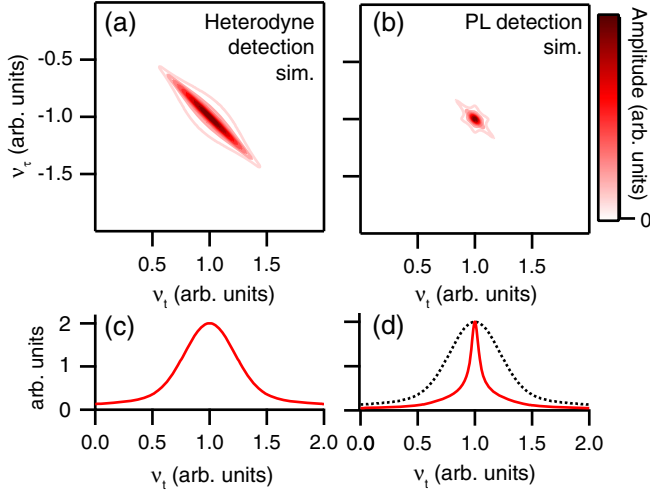 (a)
Heterodyne
detection
sim.
(b)
PL detection
sim.
Amplitude (arb. units)
0
ν_τ (arb. units)
-0.5
-1.0
-1.5
0.5 1.0 1.5
ν_t (arb. units)
0.5 1.0 1.5
ν_t (arb. units)
(c)
arb. units
2
1
0
0.0 0.5 1.0 1.5 2.0
ν_t (arb. units)
(d)
0.0 0.5 1.0 1.5 2.0
ν_t (arb. units)